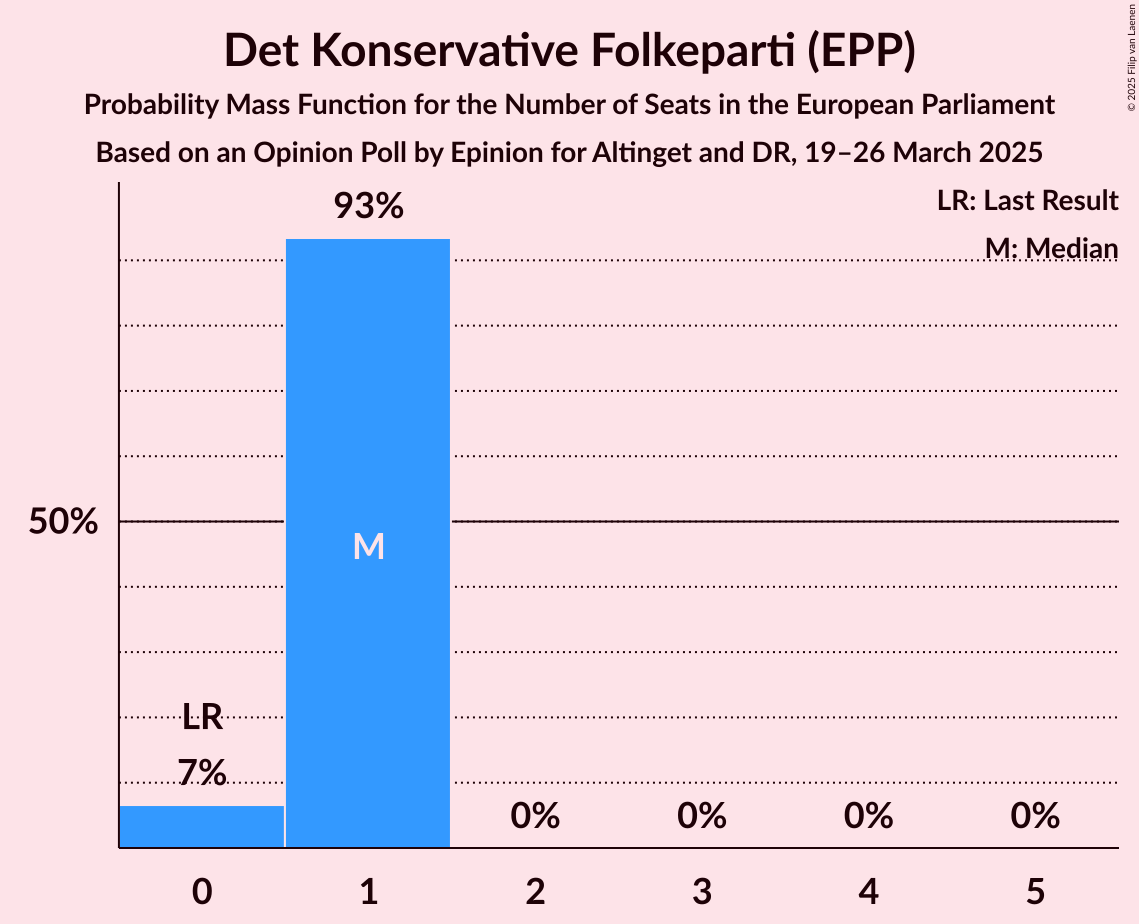 Det Konservative Folkeparti (EPP)
Probability Mass Function for the Number of Seats in the European Parliament
Based on an Opinion Poll by Epinion for Altinget and DR, 19–26 March 2025
© 2025 Filip van Laenen
LR: Last Result
M: Median
93%
50%
M
LR
7%
0% 0% 0% 0%
0 1 2 3 4 5